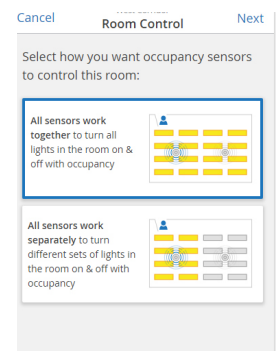 Cancel
Room Control
Next
Select how you want occupancy sensors
to control this room:
All sensors work
together to turn all
lights in the room on &
off with occupancy
All sensors work
separately to turn
different sets of lights in
the room on & off with
occupancy